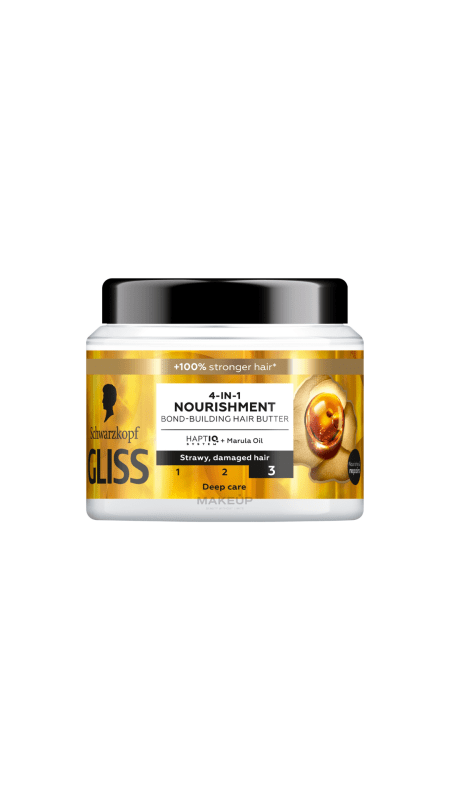 +100% stronger hair*
4-IN-1
NOURISHMENT
BOND-BUILDING HAIR BUTTER
HAPTIQ
SYSTEM
+ Marula Oil
Schwarzkopf
GLISS
Strawy, damaged hair
1 2 3
Deep care
MAKEUP